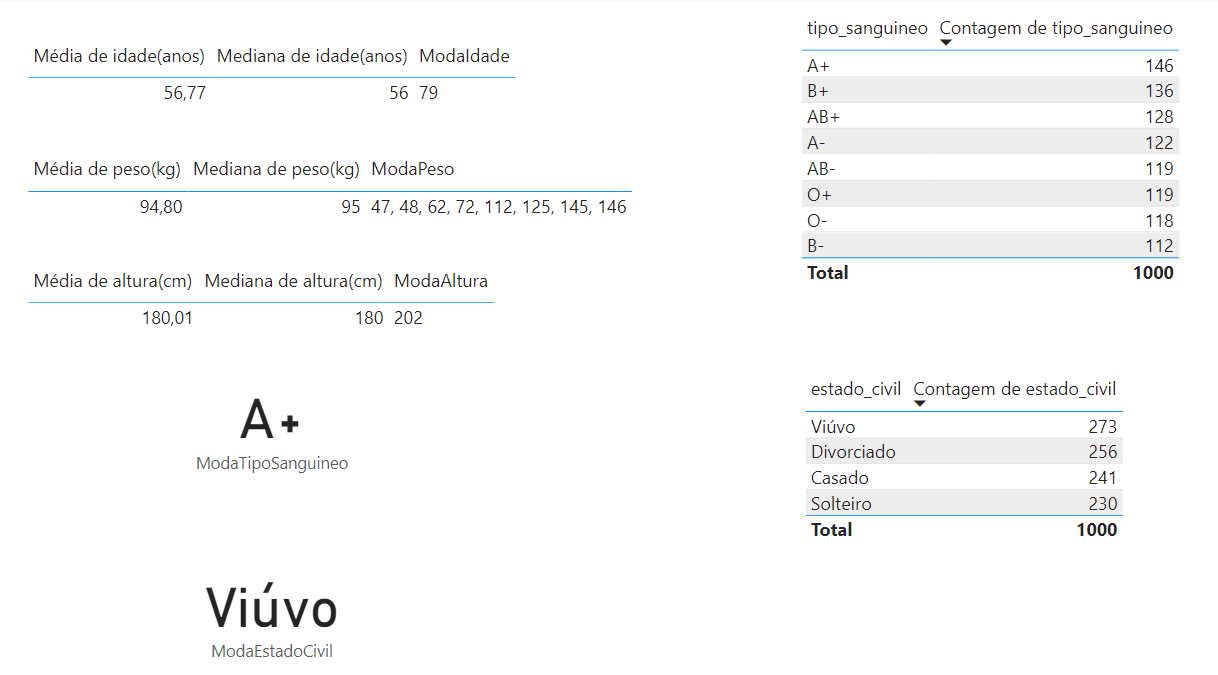 Média de idade(anos) Mediana de idade(anos) ModaIdade
56,77 56 79
Média de peso(kg) Mediana de peso(kg) ModaPeso
94,80 95 47, 48, 62, 72, 112, 125, 145, 146
Média de altura(cm) Mediana de altura(cm) ModaAltura
180,01 180 202
A+
ModaTipoSanguineo
Viúvo
ModaEstadoCivil
tipo_sanguineo Contagem de tipo_sanguineo
A+ 146
B+ 136
AB+ 128
A- 122
AB- 119
O+ 119
O- 118
B- 112
Total 1000
estado_civil Contagem de estado_civil
Viúvo 273
Divorciado 256
Casado 241
Solteiro 230
Total 1000